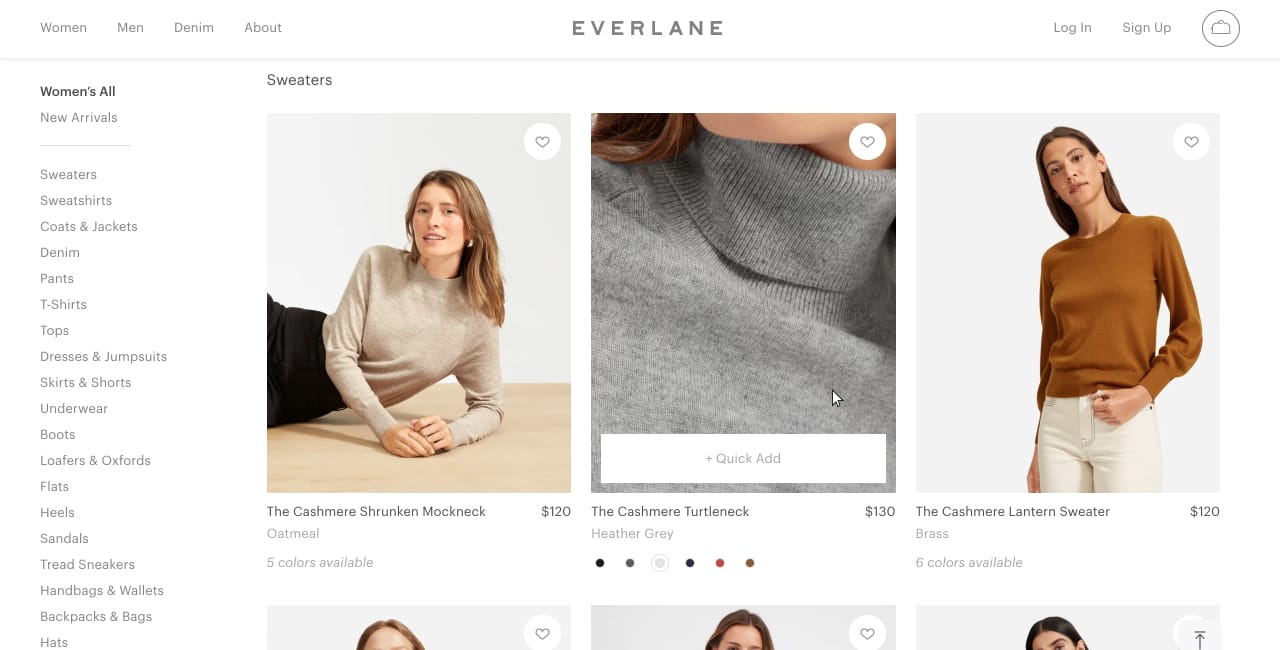 Women Men Denim About EVERLANE Log In Sign Up
Women's All
New Arrivals
Sweaters
Sweatshirts
Coats & Jackets
Denim
Pants
T-Shirts
Tops
Dresses & Jumpsuits
Skirts & Shorts
Underwear
Boots
Loafers & Oxfords
Flats
Heels
Sandals
Tread Sneakers
Handbags & Wallets
Backpacks & Bags
Hats
Sweaters
The Cashmere Shrunken Mockneck $120
Oatmeal
5 colors available
+ Quick Add
The Cashmere Turtleneck $130
Heather Grey
The Cashmere Lantern Sweater $120
Brass
6 colors available